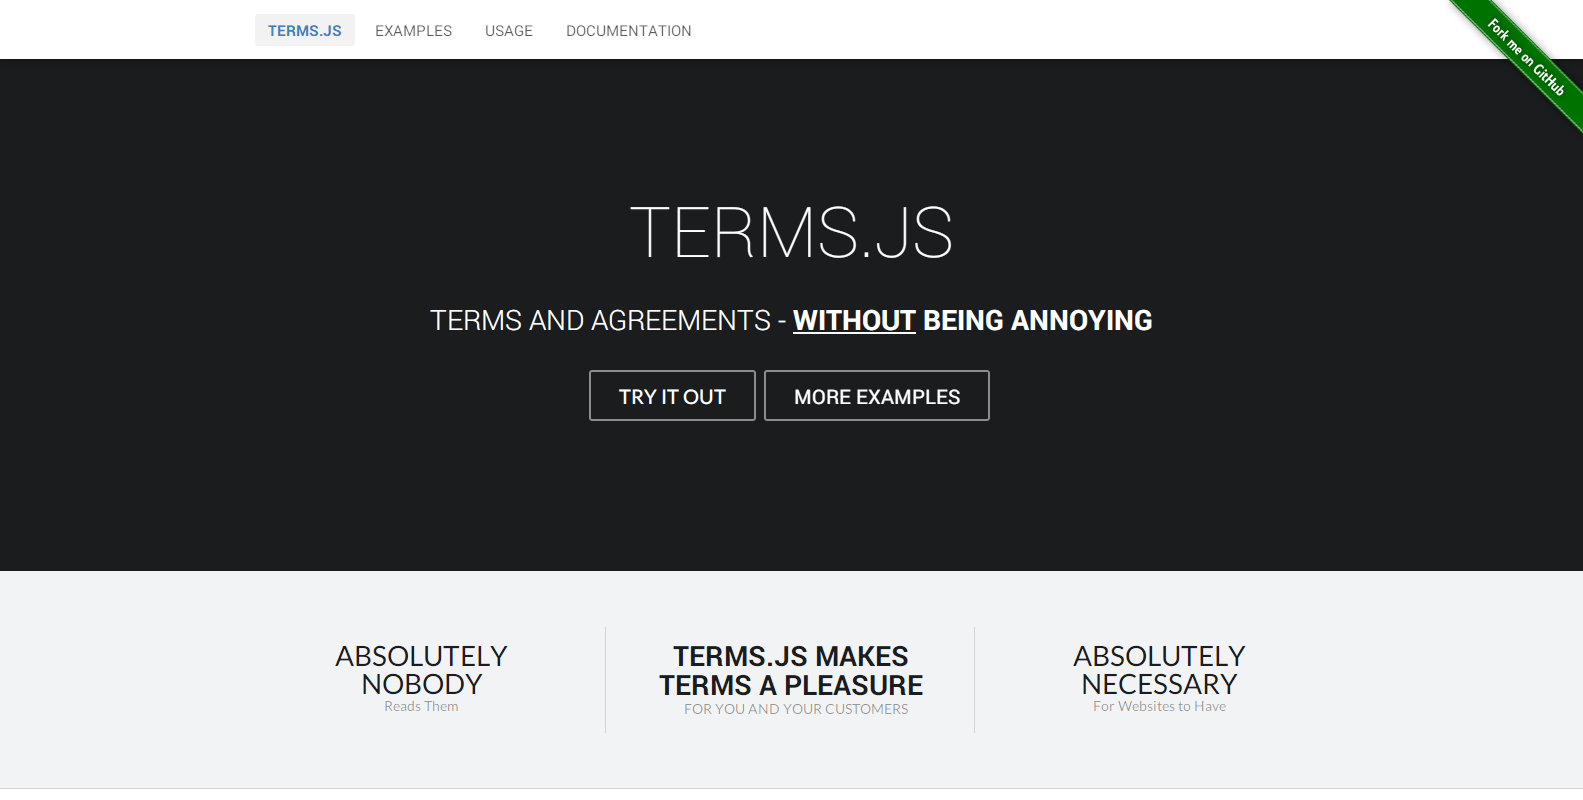 TERMS.JS
EXAMPLES
USAGE
DOCUMENTATION
Fork me on GitHub
TERMS.JS
TERMS AND AGREEMENTS - WITHOUT BEING ANNOYING
TRY IT OUT
MORE EXAMPLES
ABSOLUTELY
NOBODY
Reads Them
TERMS.JS MAKES
TERMS A PLEASURE
FOR YOU AND YOUR CUSTOMERS
ABSOLUTELY
NECESSARY
For Websites to Have